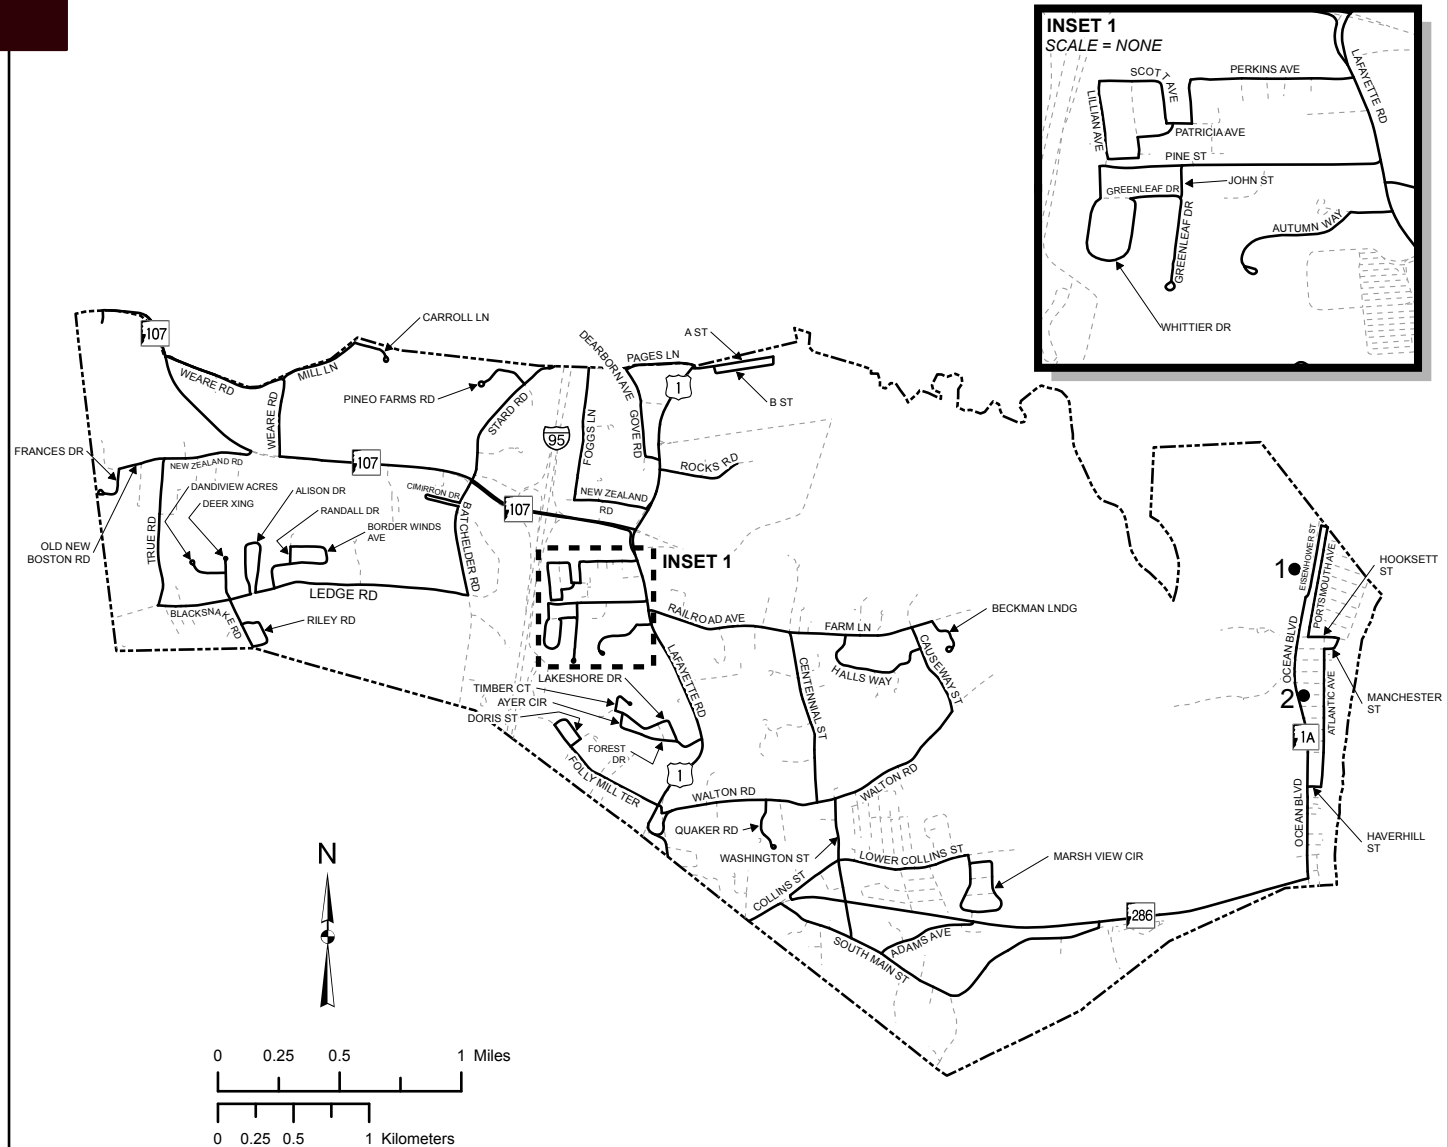 INSET 1
SCALE = NONE
SCOTT AVE
PERKINS AVE
LAFAYETTE RD
LILLIAN AVE
PATRICIA AVE
PINE ST
JOHN ST
GREENLEAF DR
GREENLEAF DR
AUTUMN WAY
WHITTIER DR
107
CARROLL LN
WEARE RD
MILL LN
PINEO FARMS RD
WEARE RD
STARD RD
95
FOGGS LN
DEARBORN AVE
GOVE RD
PAGES LN
A ST
1
B ST
ROCKS RD
FRANCES DR
NEW ZEALAND RD
107
DANDIVIEW ACRES
DEER XING
ALISON DR
RANDALL DR
BORDER WINDS
AVE
CIMIRRON DR
BATCHELDER RD
107
NEW ZEALAND
RD
OLD NEW
BOSTON RD
TRUE RD
BLACKSNAKE RD
LEDGE RD
RILEY RD
INSET 1
RAILROAD AVE
FARM LN
BECKMAN LNDG
HALLS WAY
CAUSEWAY ST
CENTENNIAL ST
LAFAYETTE RD
LAKESHORE DR
TIMBER CT
AYER CIR
DORIS ST
FOREST
DR
FOLLY MILL TER
1
WALTON RD
WALTON RD
QUAKER RD
WASHINGTON ST
LOWER COLLINS ST
MARSH VIEW CIR
COLLINS ST
SOUTH MAIN ST
ADAMS AVE
286
1
EISENHOWER ST
PORTSMOUTH AVE
HOOKSETT
ST
OCEAN BLVD
2
ATLANTIC AVE
MANCHESTER
ST
1A
OCEAN BLVD
HAVERHILL
ST
N
0 0.25 0.5 1 Miles
0 0.25 0.5 1 Kilometers